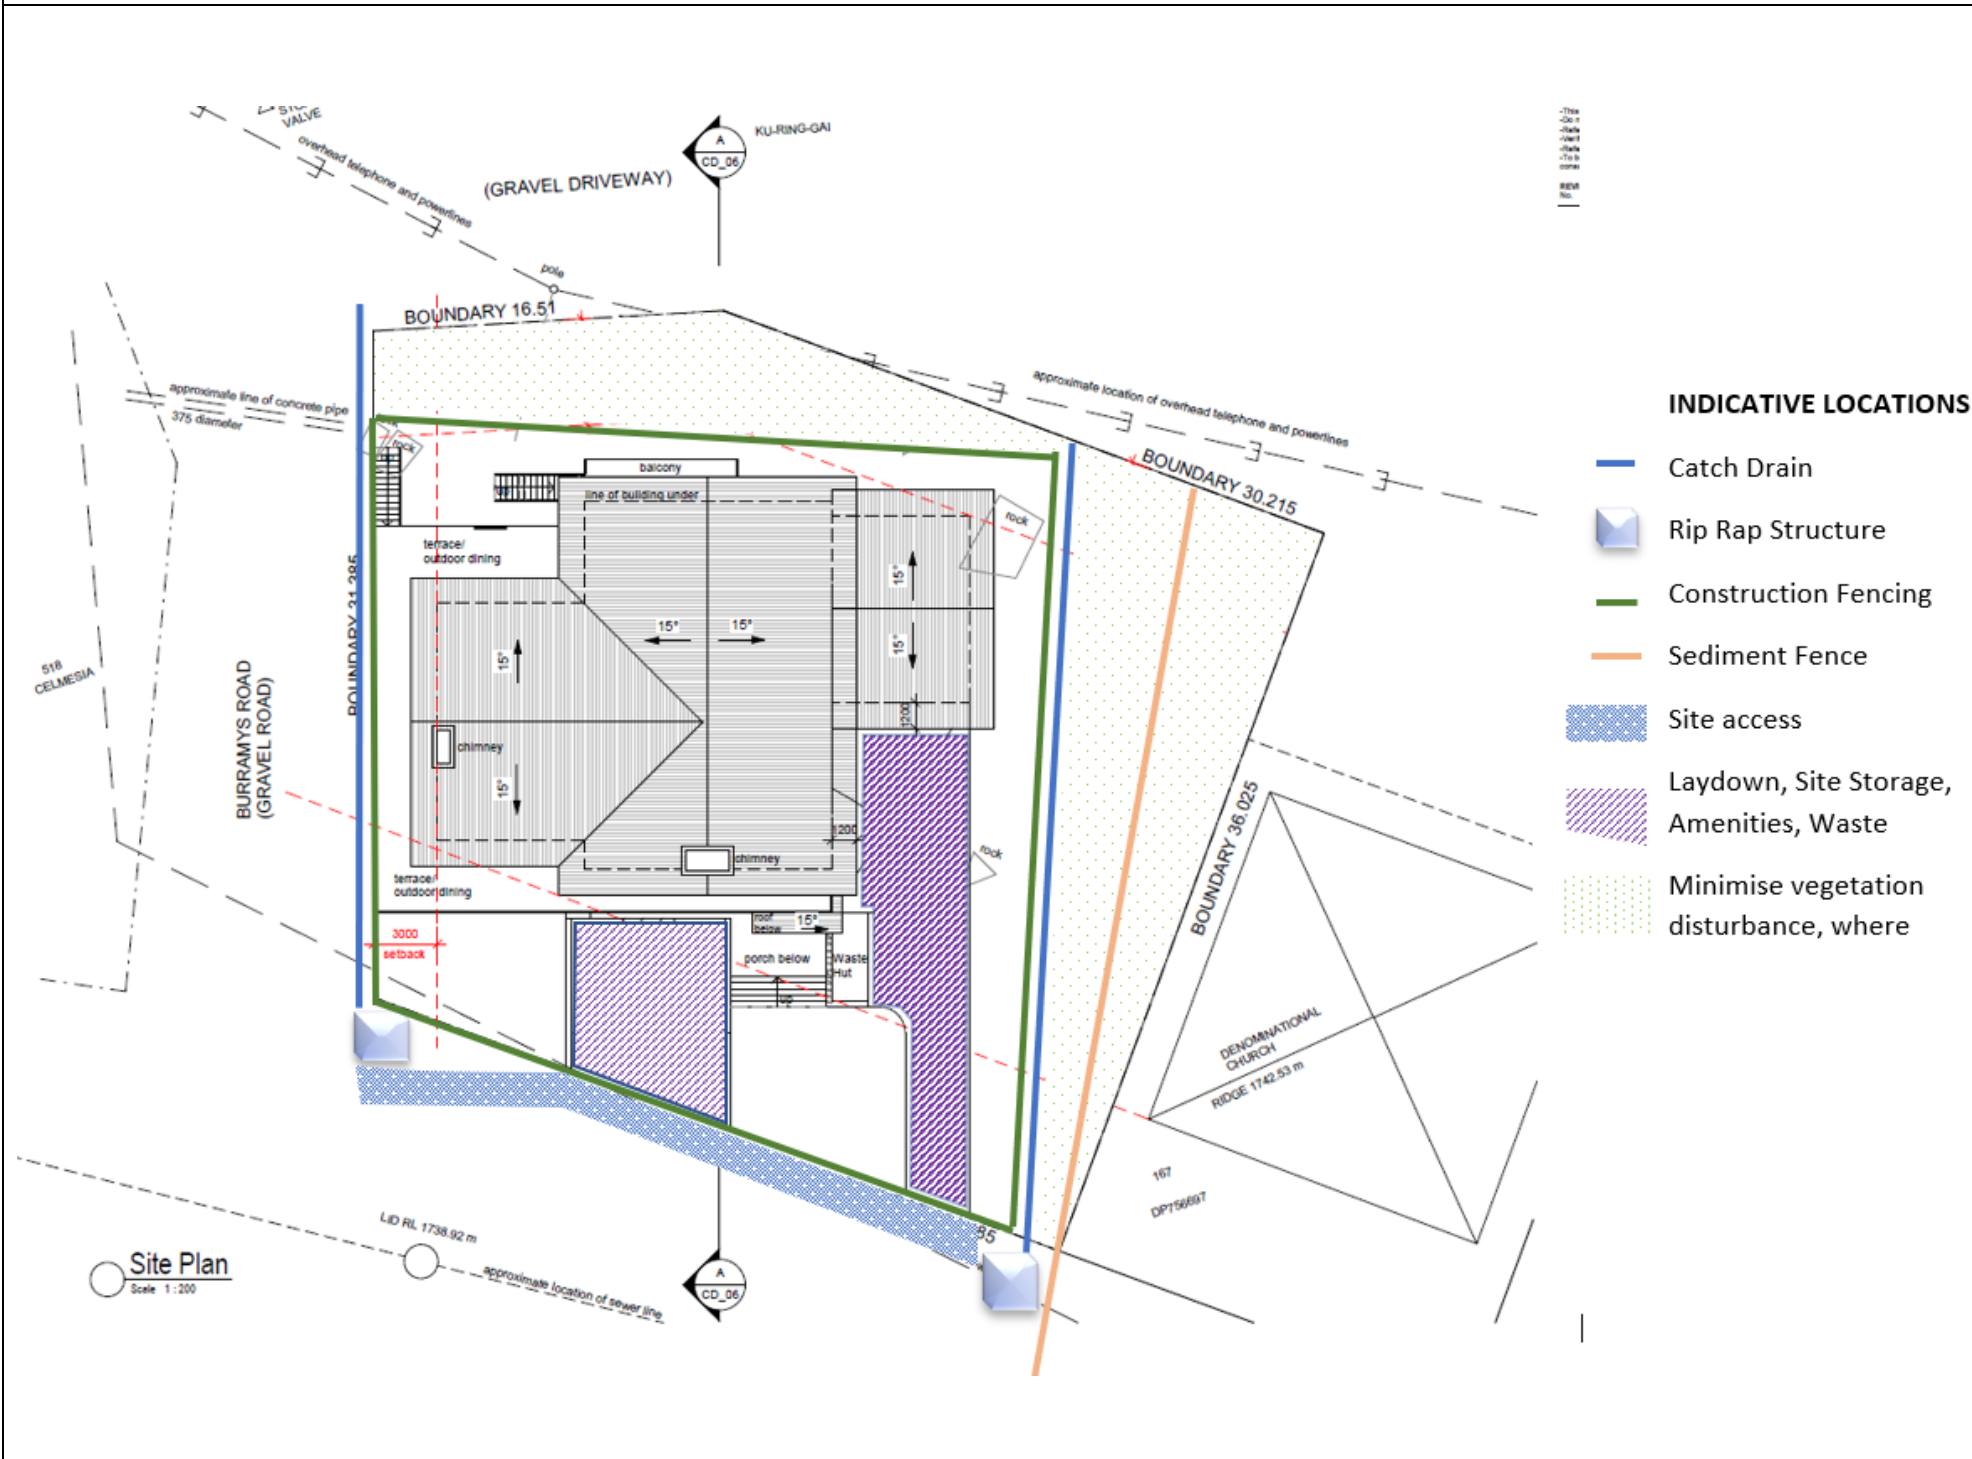 VALVE
overhead telephone and powerlines
(GRAVEL DRIVEWAY)
A
CD_06
KU-RING-GAI
-This
REVI
No.
pole
BOUNDARY 16.51
approximate line of concrete pipe
375 diameter
rock
approximate location of overhead telephone and powerlines
BOUNDARY 30.215
balcony
up
line of building under
rock
terrace/
outdoor dining
15°
15°
15°
15°
15°
BOUNDARY 31.385
518
CELMESIA
BURRAMYS ROAD
(GRAVEL ROAD)
chimney
15°
1200
1200
chimney
rock
BOUNDARY 36.025
terrace/
outdoor dining
3000
setback
roof
below
15°
porch below
Waste
Hut
up
DENOMINATIONAL
CHURCH
RIDGE 1742.53 m
167
DP756697
85
LID RL 1738.92 m
approximate location of sewer line
Site Plan
Scale 1 : 200
A
CD_06
INDICATIVE LOCATIONS
Catch Drain
Rip Rap Structure
Construction Fencing
Sediment Fence
Site access
Laydown, Site Storage,
Amenities, Waste
Minimise vegetation
disturbance, where